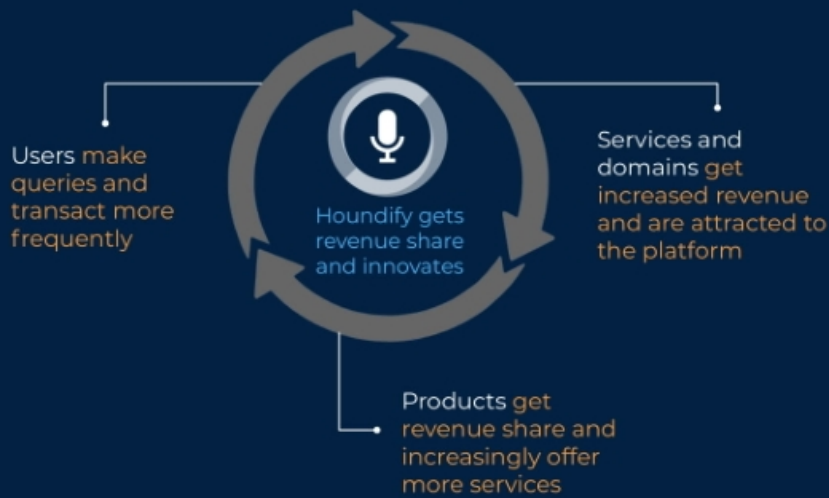 Users make
queries and
transact more
frequently
Houndify gets
revenue share
and innovates
Services and
domains get
increased revenue
and are attracted to
the platform
Products get
revenue share and
increasingly offer
more services